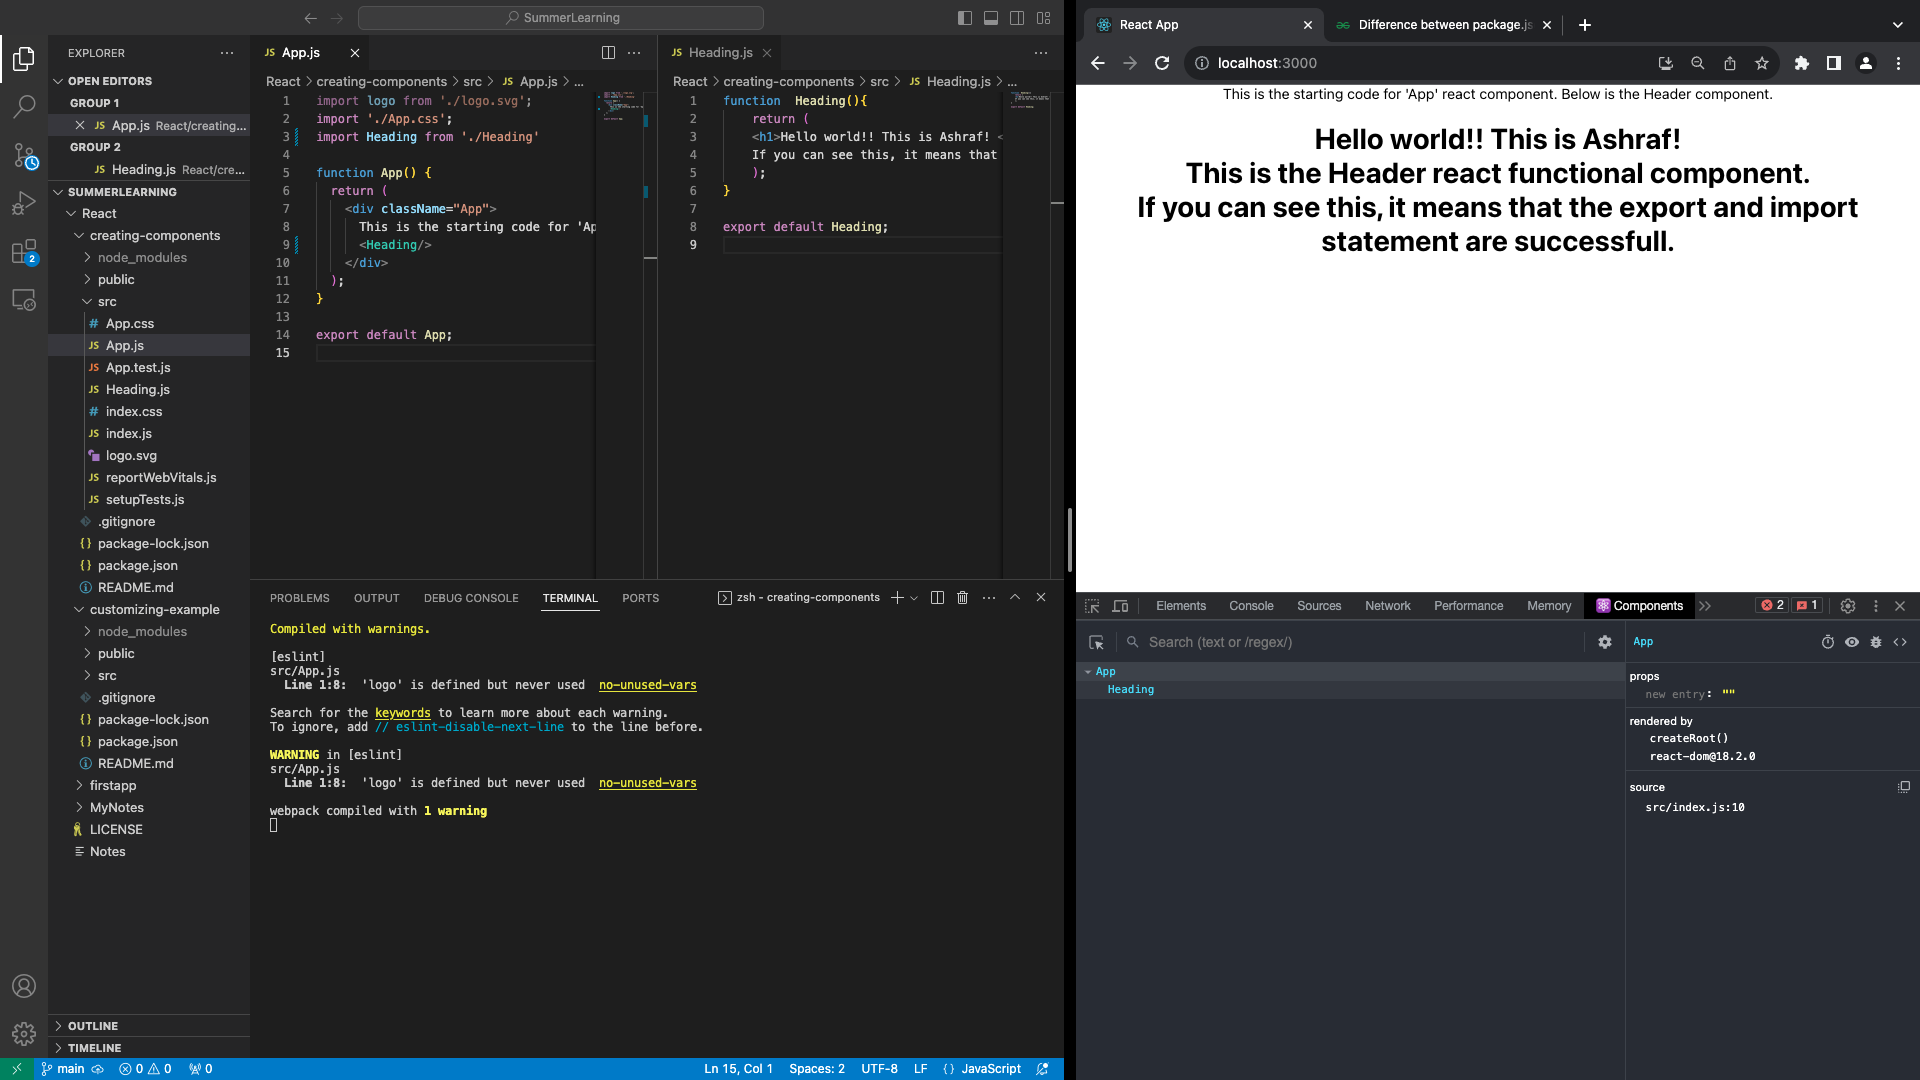 SummerLearning
EXPLORER
OPEN EDITORS
GROUP 1
JS App.js React/creating...
GROUP 2
JS Heading.js React/cre...
SUMMERLEARNING
React
creating-components
node_modules
public
src
# App.css
JS App.js
JS App.test.js
JS Heading.js
# index.css
JS index.js
logo.svg
JS reportWebVitals.js
JS setupTests.js
.gitignore
{} package-lock.json
{} package.json
README.md
customizing-example
node_modules
public
src
.gitignore
{} package-lock.json
{} package.json
README.md
firstapp
MyNotes
LICENSE
Notes
OUTLINE
TIMELINE
2
JS App.js
React > creating-components > src > JS App.js > ...
1 import logo from './logo.svg';
2 import './App.css';
3 import Heading from './Heading'
4
5 function App() {
6 return (
7 <div className="App">
8 This is the starting code for 'Ap
9 <Heading/>
10 </div>
11 );
12 }
13
14 export default App;
15
JS Heading.js
React > creating-components > src > JS Heading.js > ...
1 function Heading(){
2 return (
3 <h1>Hello world!! This is Ashraf! <
4 If you can see this, it means that
5 );
6 }
7
8 export default Heading;
9
PROBLEMS OUTPUT DEBUG CONSOLE TERMINAL PORTS zsh - creating-components
Compiled with warnings.
[eslint]
src/App.js
Line 1:8: 'logo' is defined but never used no-unused-vars
Search for the keywords to learn more about each warning.
To ignore, add // eslint-disable-next-line to the line before.
WARNING in [eslint]
src/App.js
Line 1:8: 'logo' is defined but never used no-unused-vars
webpack compiled with 1 warning
main 0 0 0 Ln 15, Col 1 Spaces: 2 UTF-8 LF {} JavaScript
React App
Difference between package.js
localhost:3000
This is the starting code for 'App' react component. Below is the Header component.
Hello world!! This is Ashraf!
This is the Header react functional component.
If you can see this, it means that the export and import
statement are successfull.
Elements Console Sources Network Performance Memory Components 2 1
Search (text or /regex/)
App
Heading
App
props
new entry: ""
rendered by
createRoot()
react-dom@18.2.0
source
src/index.js:10